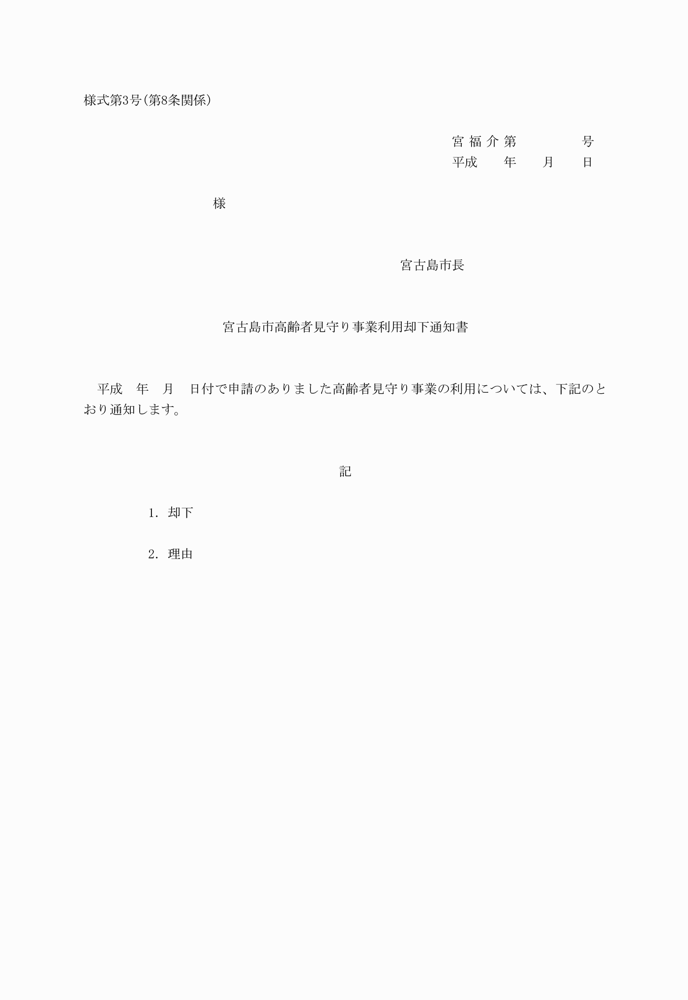 様式第3号(第8条関係)
宮 福 介 第　　　　　号
平成　　年　　月　　日
様
宮古島市長
宮古島市高齢者見守り事業利用却下通知書
平成　年　月　日付で申請のありました高齢者見守り事業の利用については、下記のと
おり通知します。
記
1. 却下
2. 理由